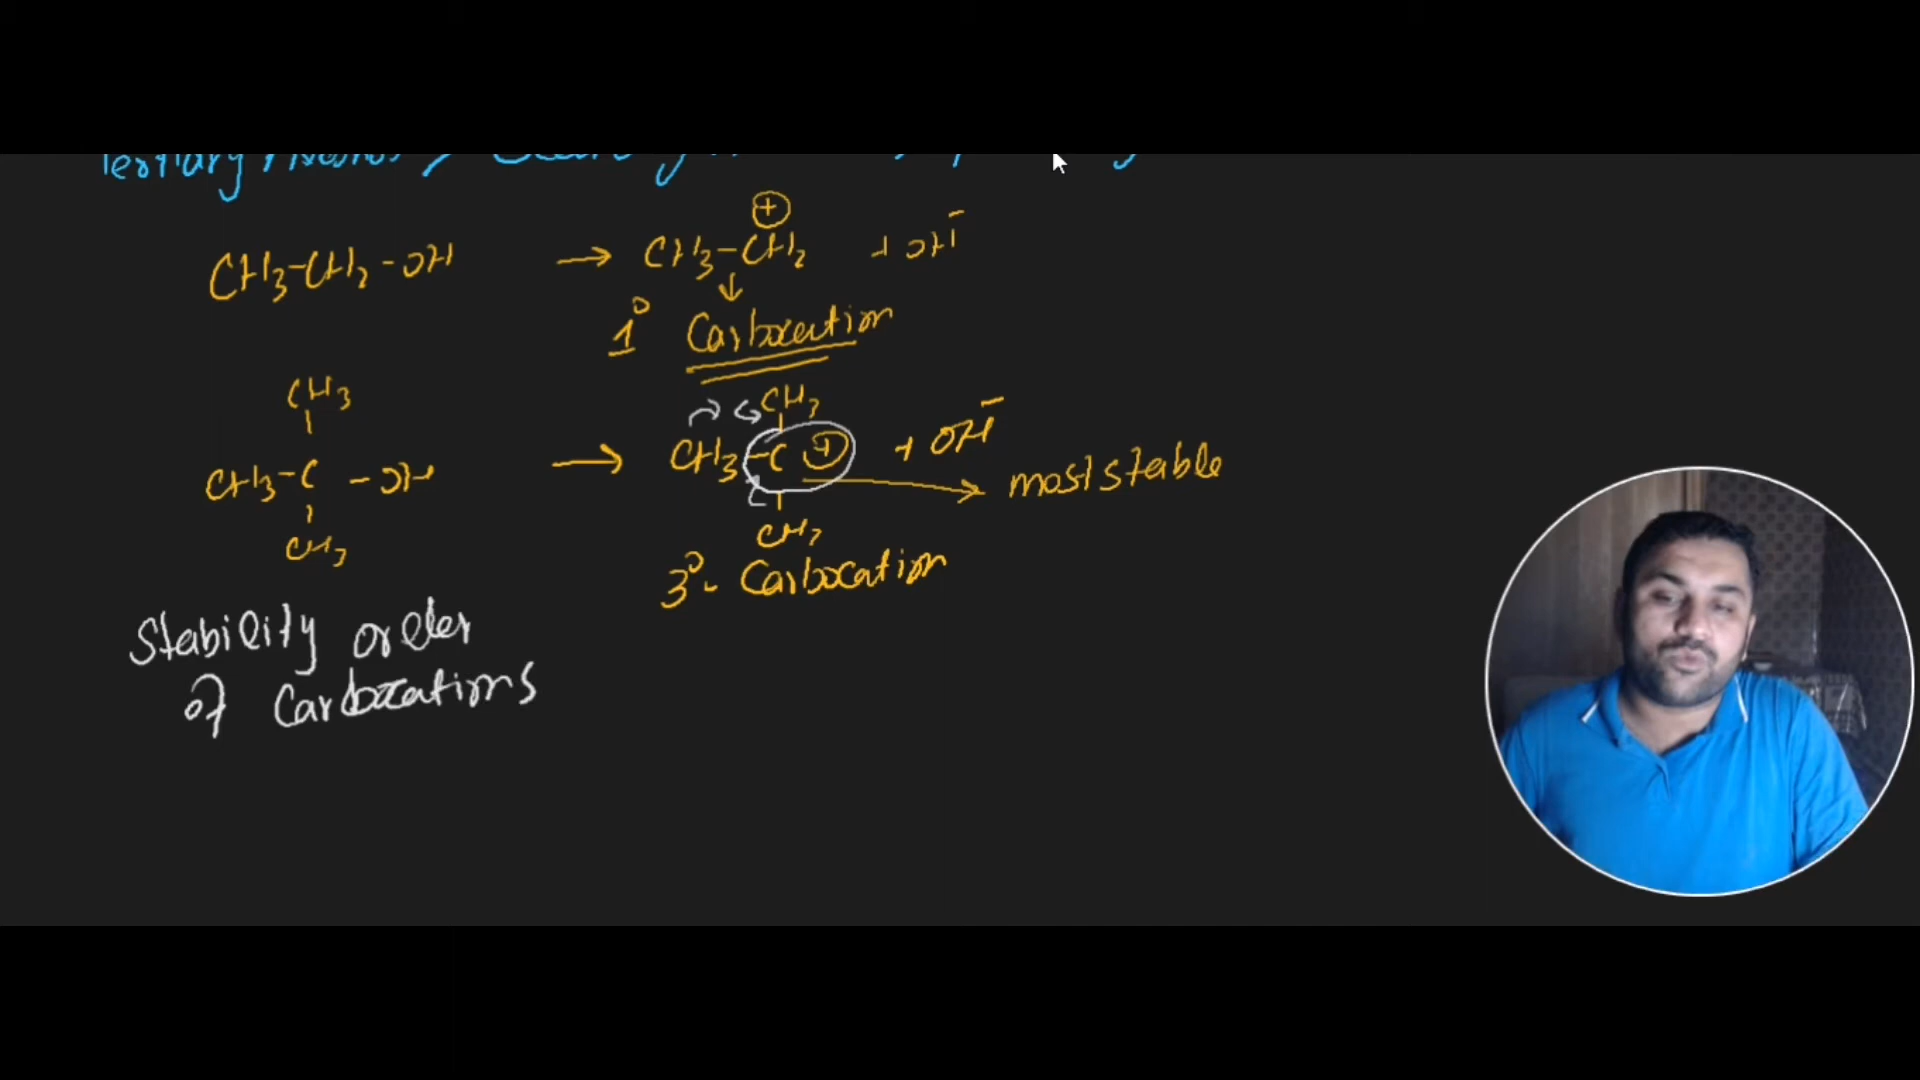 Tertiary
CH3-CH2-OH → CH3-CH2 + OH-
+
1° Carbocation
CH3
CH3-C-OH → CH3-C + + OH-
CH3
CH3
CH3
most stable
3°- Carbocation
Stability order
of Carbocations